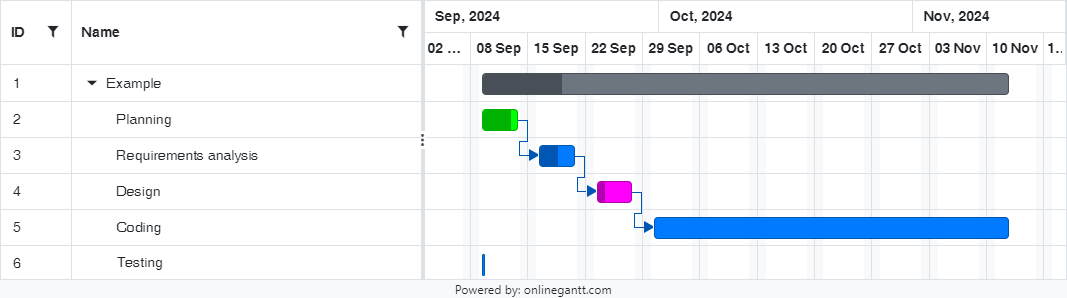 ID Name Sep, 2024 Oct, 2024 Nov, 2024
02 ... 08 Sep 15 Sep 22 Sep 29 Sep 06 Oct 13 Oct 20 Oct 27 Oct 03 Nov 10 Nov 1...
1 Example
2 Planning
3 Requirements analysis
4 Design
5 Coding
6 Testing
Powered by: onlinegantt.com